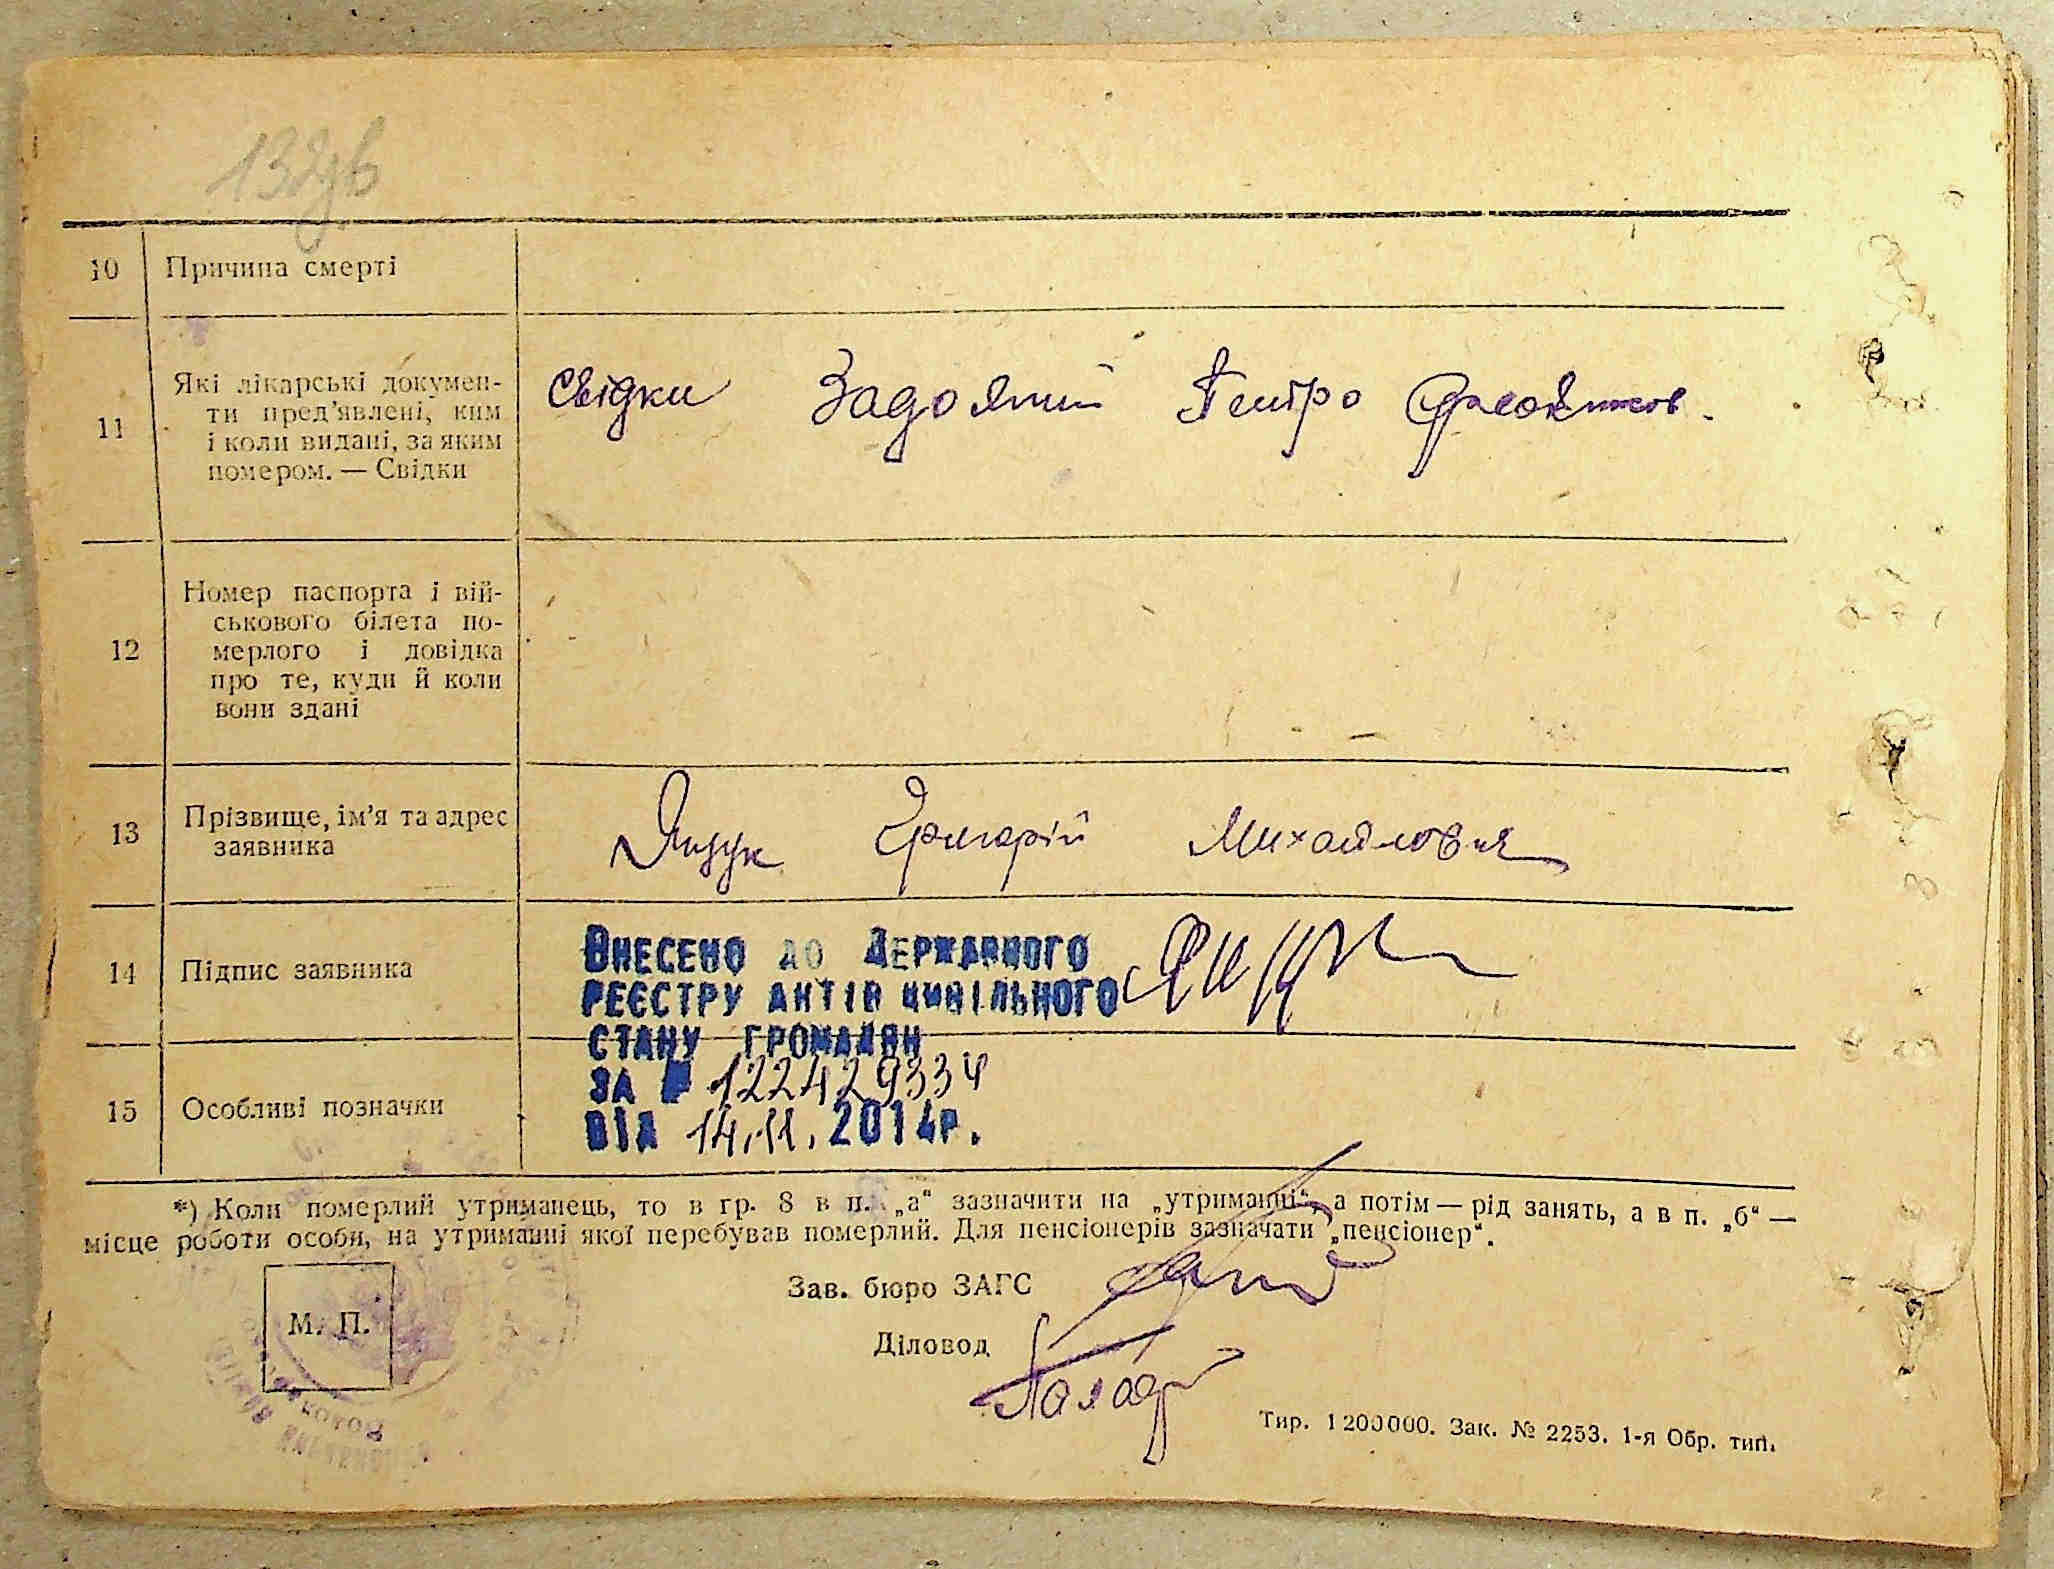 10 Причина смерті
11 Які лікарські докумен-
ти пред'явлені, ким
і коли видані, за яким
номером. — Свідки
Свідки Задояний Петро
12 Номер паспорта і вій-
ськового білета по-
мерлого і довідка
про те, куди й коли
вони здані
13 Прізвище, ім'я та адрес
заявника
Янчук Григорій Михайлович
14 Підпис заявника
15 Особливі позначки
Внесено до Державного
реєстру актів цивільного
стану громадян
за № 122429334
від 14.11.2014р.
*) Коли померлий утриманець, то в гр. 8 в п. „а“ зазначити на „утриманні“, а потім — рід занять, а в п. „б“ —
місце роботи особи, на утриманні якої перебував померлий. Для пенсіонерів зазначати „пенсіонер“.
М. П.
Зав. бюро ЗАГС
Діловод
Тир. 1200000. Зак. № 2253. 1-я Обр. тип.